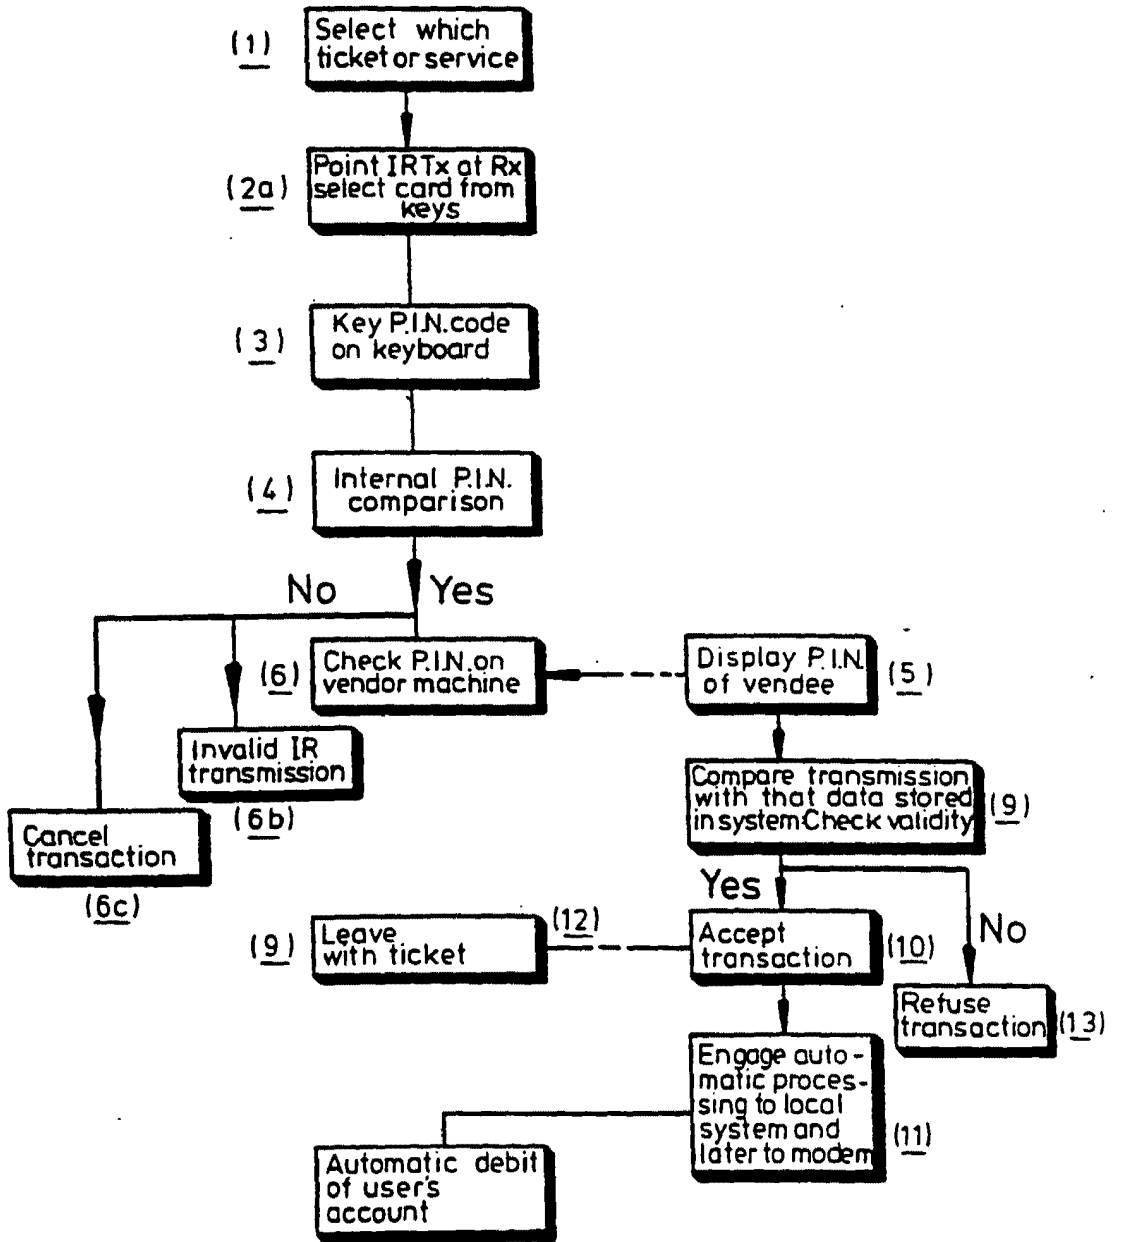 (1)
Select which
ticket or service
(2a)
Point IRTx at Rx
select card from
keys
(3)
Key P.I.N. code
on keyboard
(4)
Internal P.I.N.
comparison
No
Yes
(6)
Check P.I.N. on
vendor machine
Display P.I.N.
of vendee
(5)
Invalid IR
transmission
(6b)
Cancel
transaction
(6c)
Compare transmission
with that data stored
in system.Check validity
(9)
Yes
No
(9)
Leave
with ticket
(12)
Accept
transaction
(10)
Refuse
transaction
(13)
Engage auto-
matic proces-
sing to local
system and
later to modem
(11)
Automatic debit
of user's
account